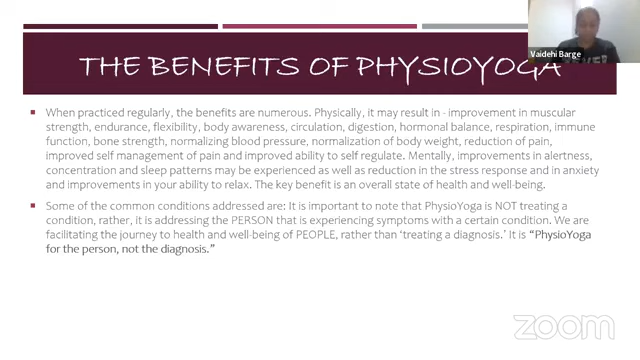 Vaidehi Barge
THE BENEFITS OF PHYSIOYOGA
When practiced regularly, the benefits are numerous. Physically, it may result in - improvement in muscular
strength, endurance, flexibility, body awareness, circulation, digestion, hormonal balance, respiration, immune
function, bone strength, normalizing blood pressure, normalization of body weight, reduction of pain,
improved self management of pain and improved ability to self regulate. Mentally, improvements in alertness,
concentration and sleep patterns may be experienced as well as reduction in the stress response and in anxiety
and improvements in your ability to relax. The key benefit is an overall state of health and well-being.
Some of the common conditions addressed are: It is important to note that PhysioYoga is NOT treating a
condition, rather, it is addressing the PERSON that is experiencing symptoms with a certain condition. We are
facilitating the journey to health and well-being of PEOPLE, rather than ‘treating a diagnosis.’ It is “PhysioYoga
for the person, not the diagnosis.”
zoom